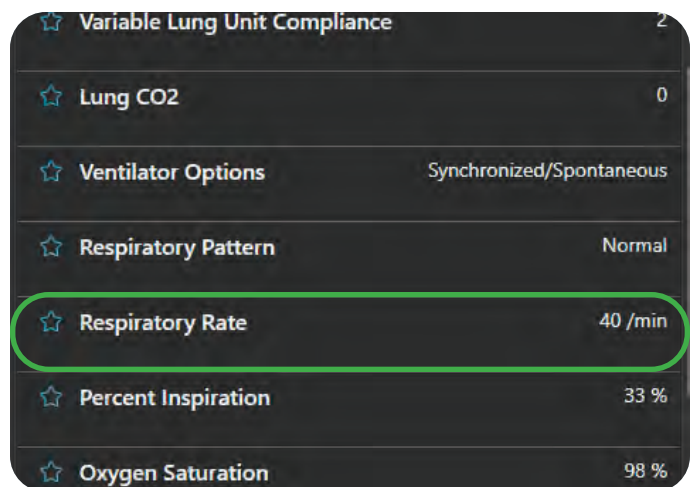 Variable Lung Unit Compliance 2
Lung CO2 0
Ventilator Options Synchronized/Spontaneous
Respiratory Pattern Normal
Respiratory Rate 40 /min
Percent Inspiration 33 %
Oxygen Saturation 98 %